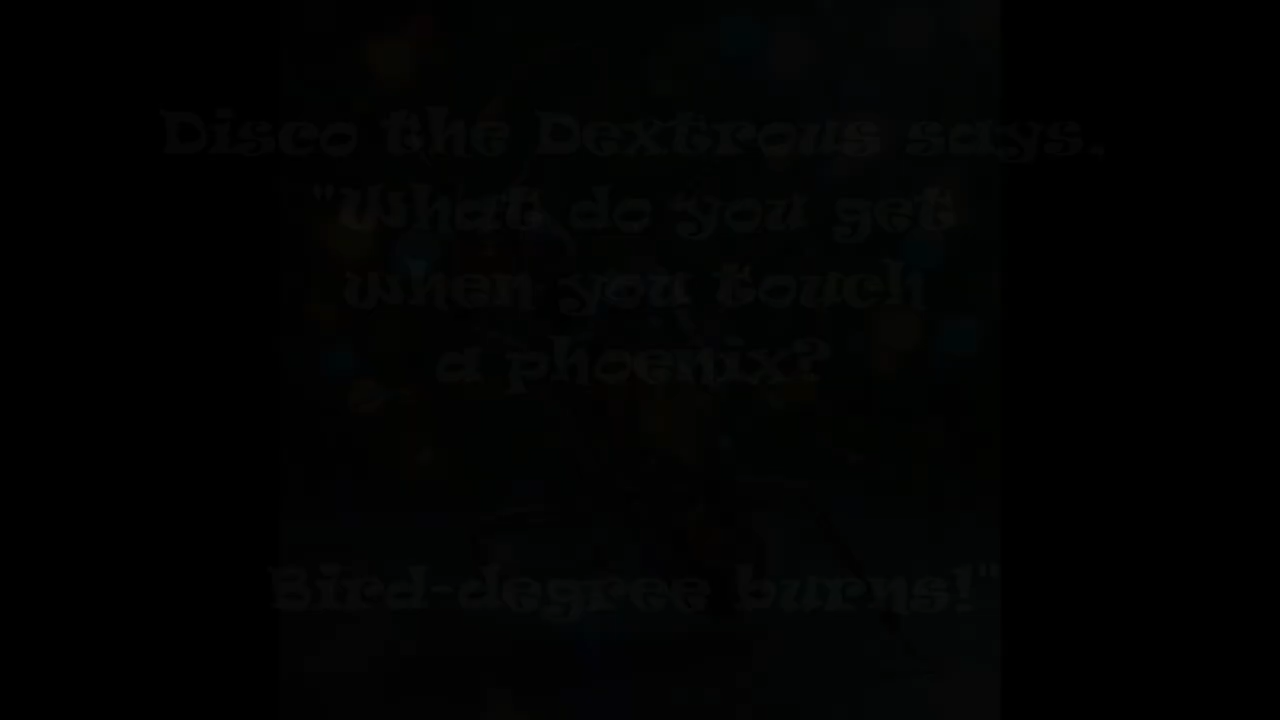 Disco the Dextrous says,
"What do you get
when you touch
a phoenix?
Bird-degree burns!"